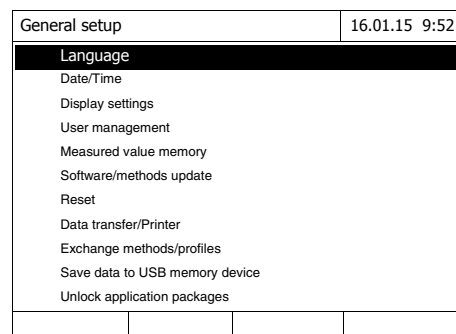 General setup 16.01.15 9:52
Language
Date/Time
Display settings
User management
Measured value memory
Software/methods update
Reset
Data transfer/Printer
Exchange methods/profiles
Save data to USB memory device
Unlock application packages